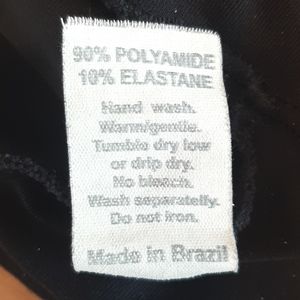 90% POLYAMIDE
10% ELASTANE
Hand wash.
Warm/gentle.
Tumble dry low
or drip dry.
No bleach.
Wash separatelly.
Do not iron.
Made in Brazil